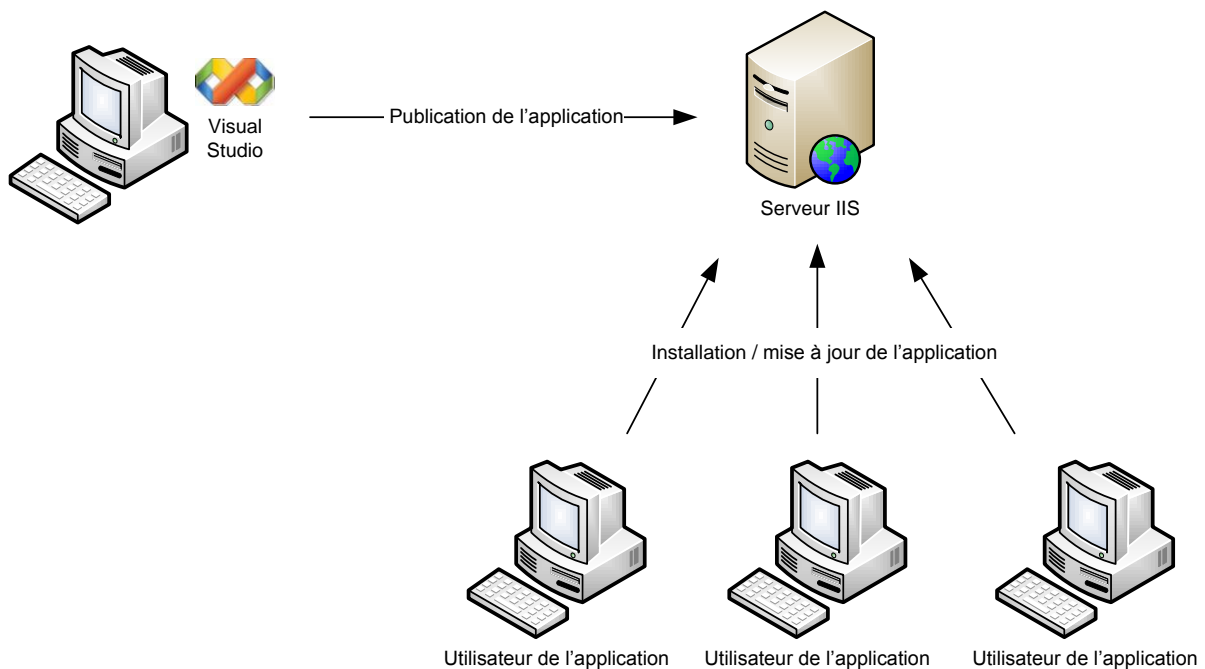 Visual
Studio
Publication de l’application
Serveur IIS
Installation / mise à jour de l’application
Utilisateur de l’application
Utilisateur de l’application
Utilisateur de l’application